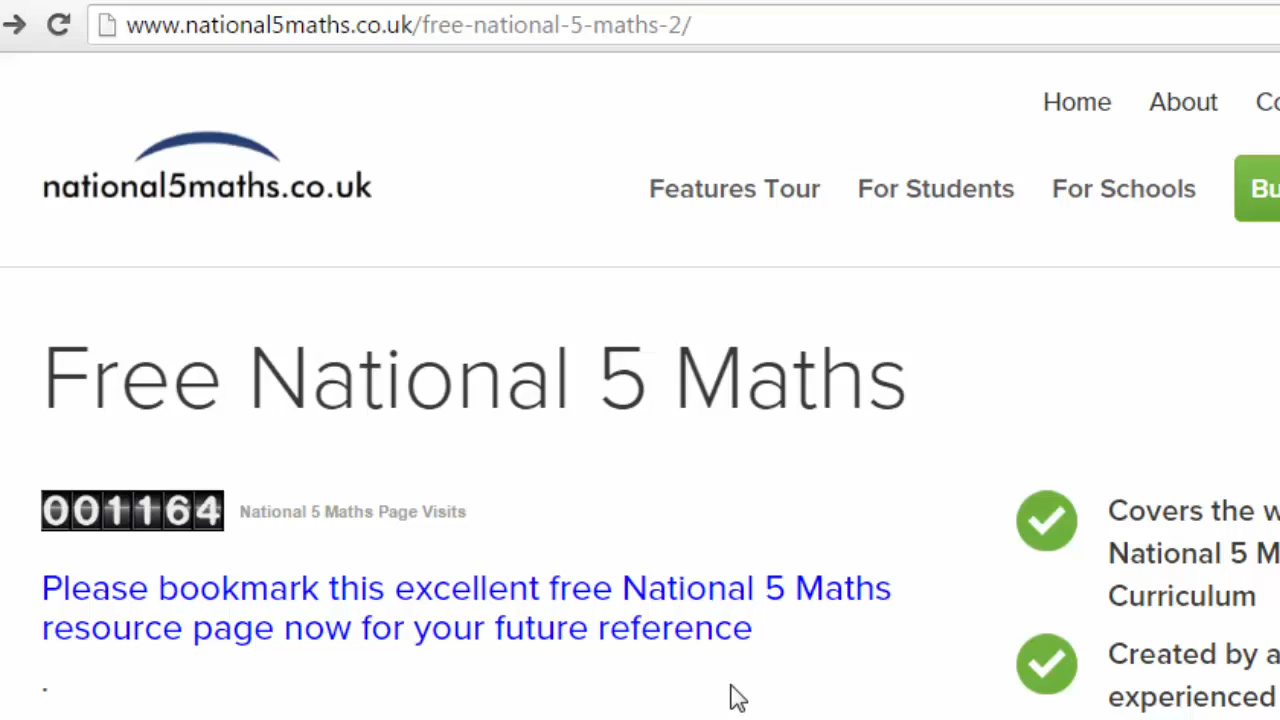 www.national5maths.co.uk/free-national-5-maths-2/
Home About
national5maths.co.uk
Features Tour For Students For Schools
Free National 5 Maths
001164 National 5 Maths Page Visits
Please bookmark this excellent free National 5 Maths
resource page now for your future reference
.
Covers the
National 5
Curriculum
Created by
experienced